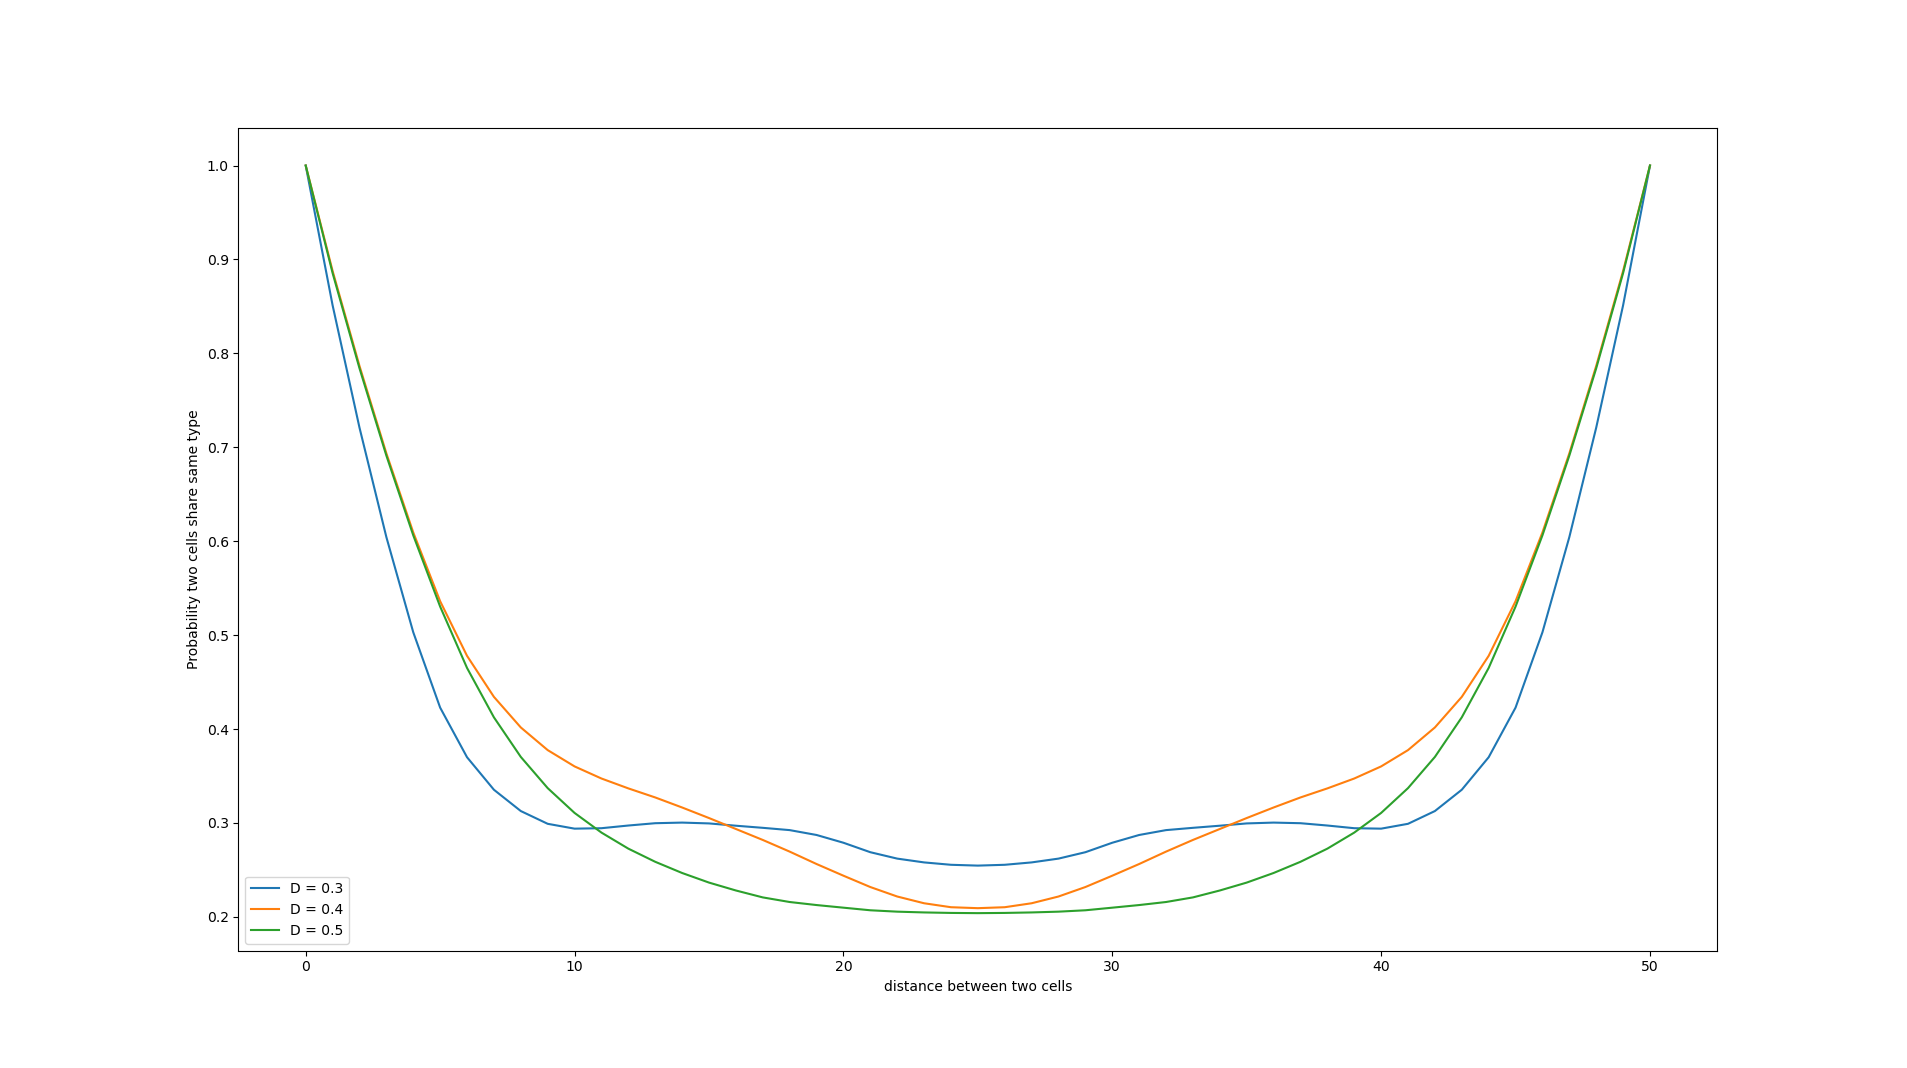 1.0
0.9
0.8
0.7
0.6
0.5
0.4
0.3
0.2
Probability two cells share same type
D = 0.3
D = 0.4
D = 0.5
0 10 20 30 40 50
distance between two cells